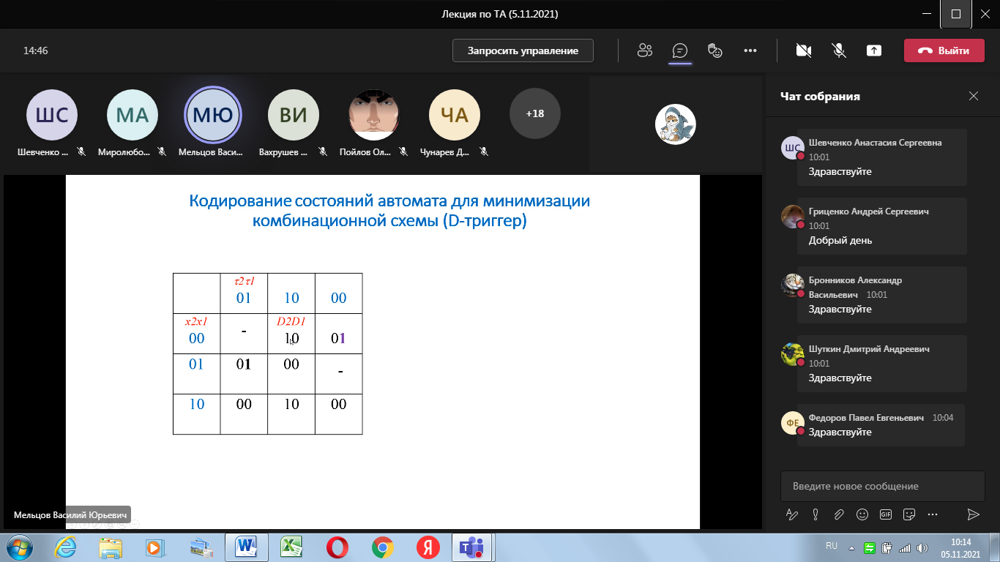 Лекция по ТА (5.11.2021)
14:46
Запросить управление
Выйти
ШС
МА
МЮ
ВИ
ЧА
+18
Шевченко ...
Миролюбо...
Мельцов Васи...
Вахрушев ...
Пойлов Ол...
Чунарев Д...
Кодирование состояний автомата для минимизации
комбинационной схемы (D-триггер)
τ2τ1
01 10 00
x2x1 D2D1
00 - 10 01
01 01 00 -
10 00 10 00
Мельцов Василий Юрьевич
Чат собрания
ШС
Шевченко Анастасия Сергеевна
10:01
Здравствуйте
Гриценко Андрей Сергеевич
10:01
Добрый день
Бронников Александр
Васильевич 10:01
Здравствуйте
Шуткин Дмитрий Андреевич
10:01
Здравствуйте
ФЕ
Федоров Павел Евгеньевич 10:04
Здравствуйте
Введите новое сообщение
GIF
RU
10:14
05.11.2021